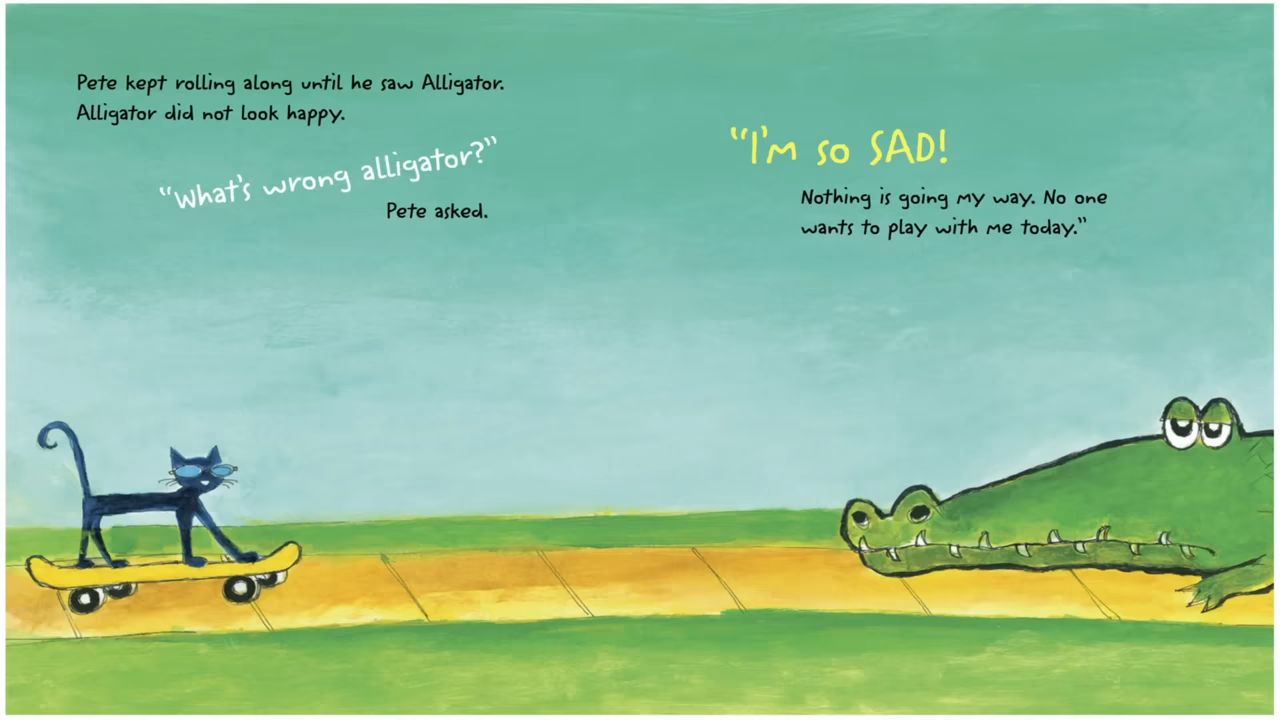 Pete kept rolling along until he saw Alligator.
Alligator did not look happy.
“What’s wrong alligator?”
Pete asked.
“I’m so SAD!
Nothing is going my way. No one
wants to play with me today.”